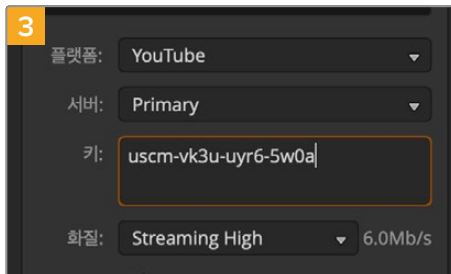 3
플랫폼: YouTube
서버: Primary
키: uscm-vk3u-uyr6-5w0a
화질: Streaming High 6.0Mb/s